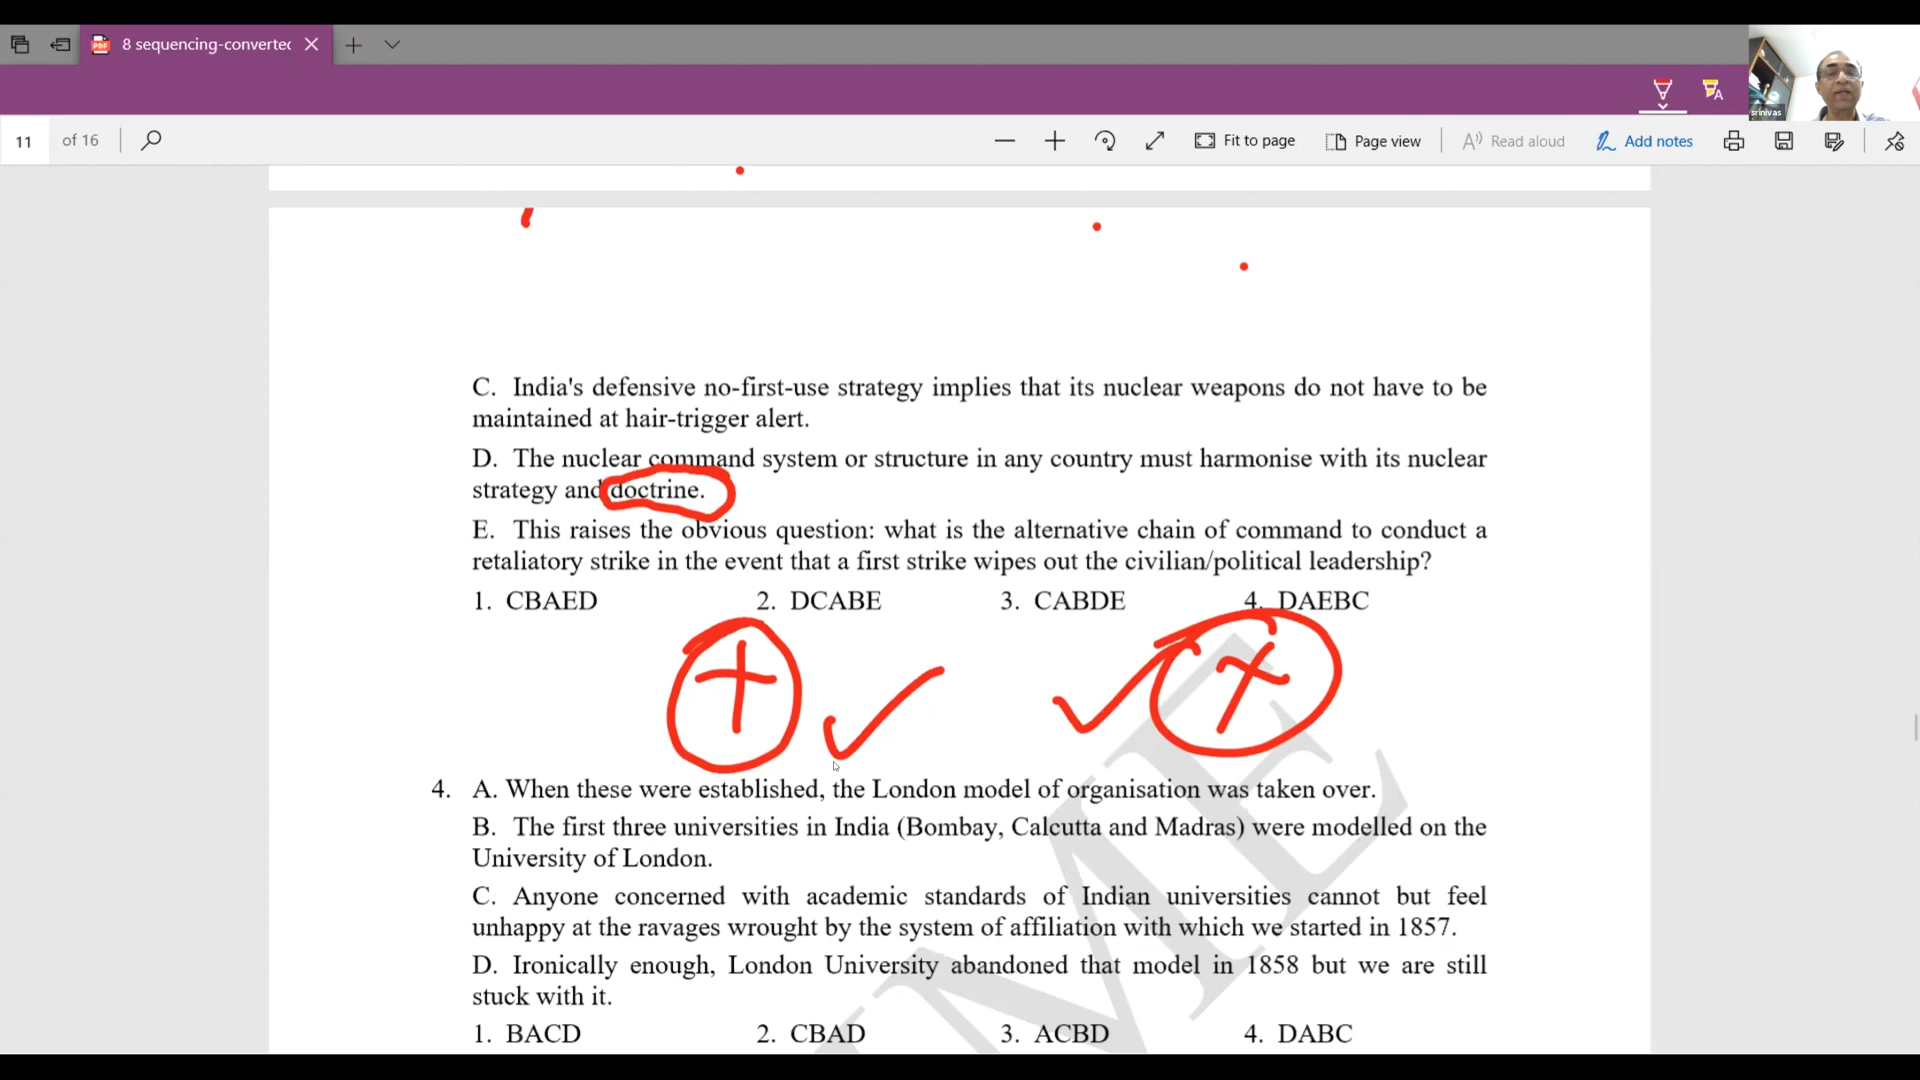 8 sequencing-convertec
A
srinivas
11 of 16
Fit to page
Page view
A Read aloud
Add notes
C. India's defensive no-first-use strategy implies that its nuclear weapons do not have to be
maintained at hair-trigger alert.
D. The nuclear command system or structure in any country must harmonise with its nuclear
strategy and doctrine.
E. This raises the obvious question: what is the alternative chain of command to conduct a
retaliatory strike in the event that a first strike wipes out the civilian/political leadership?
1. CBAED 2. DCABE 3. CABDE 4. DAEBC
4. A. When these were established, the London model of organisation was taken over.
B. The first three universities in India (Bombay, Calcutta and Madras) were modelled on the
University of London.
C. Anyone concerned with academic standards of Indian universities cannot but feel
unhappy at the ravages wrought by the system of affiliation with which we started in 1857.
D. Ironically enough, London University abandoned that model in 1858 but we are still
stuck with it.
1. BACD 2. CBAD 3. ACBD 4. DABC